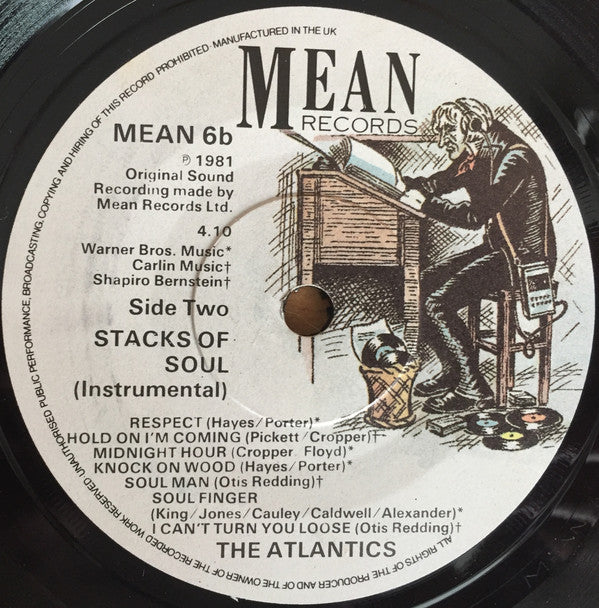 MEAN
RECORDS
MEAN 6b
℗ 1981
Original Sound
Recording made by
Mean Records Ltd.
4.10
Warner Bros. Music*
Carlin Music†
Shapiro Bernstein†
Side Two
STACKS OF
SOUL
(Instrumental)
RESPECT (Hayes/Porter)*
HOLD ON I'M COMING (Pickett/Cropper)†
MIDNIGHT HOUR (Cropper Floyd)*
KNOCK ON WOOD (Hayes/Porter)*
SOUL MAN (Otis Redding)†
SOUL FINGER
(King/Jones/Cauley/Caldwell/Alexander)*
I CAN'T TURN YOU LOOSE (Otis Redding)†
THE ATLANTICS
ALL RIGHTS OF THE PRODUCER AND OF THE OWNER OF THE RECORDED WORK RESERVED UNAUTHORISED PUBLIC PERFORMANCE, BROADCASTING, COPYING AND HIRING OF THIS RECORD PROHIBITED · MANUFACTURED IN THE UK